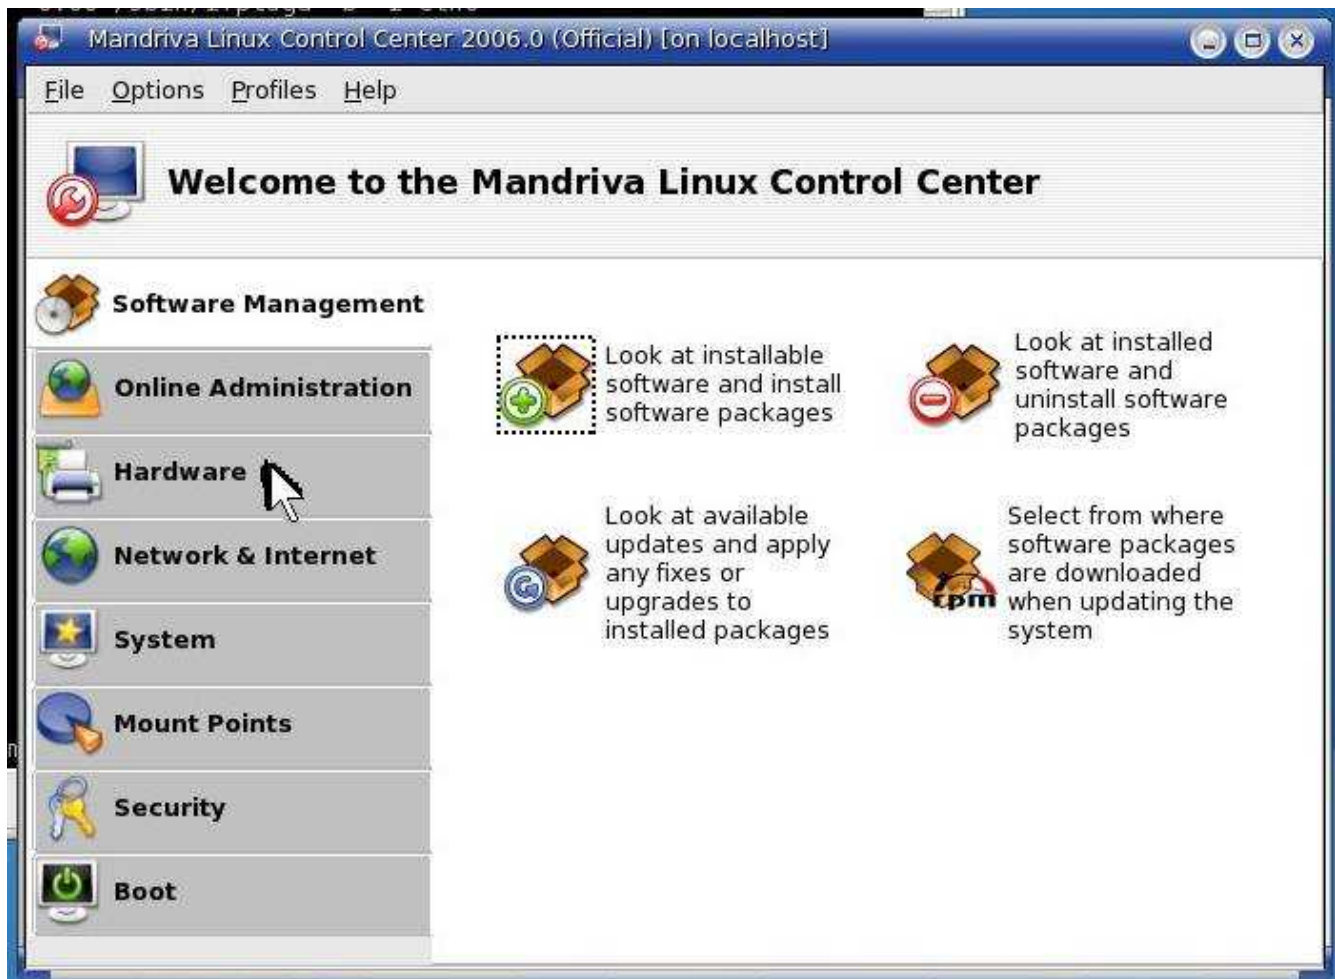 Mandriva Linux Control Center 2006.0 (Official) [on localhost]
File Options Profiles Help
Welcome to the Mandriva Linux Control Center
Software Management
Online Administration
Hardware
Network & Internet
System
Mount Points
Security
Boot
Look at installable
software and install
software packages
Look at installed
software and
uninstall software
packages
Look at available
updates and apply
any fixes or
upgrades to
installed packages
rpm
Select from where
software packages
are downloaded
when updating the
system